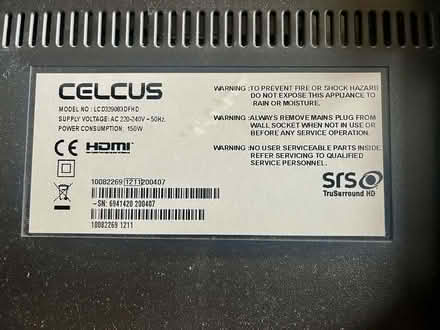 CELCUS
MODEL NO : LCD329083DFHD
SUPPLY VOLTAGE: AC 220-240V ~ 50Hz.
POWER CONSUMPTION: 150W
CE HDMI
10082269 1211 200407
-SN: 6941420 200407
10082269 1211
WARNING :TO PREVENT FIRE or SHOCK HAZARD
DO NOT EXPOSE THIS APPLIANCE TO
RAIN OR MOISTURE.
WARNING :ALWAYS REMOVE MAINS PLUG FROM
WALL SOCKET WHEN NOT IN USE OR
BEFORE ANY SERVICE OPERATION.
WARNING :NO USER SERVICEABLE PARTS INSIDE
REFER SERVICING TO QUALIFIED
SERVICE PERSONNEL.
SRS
TruSurround HD